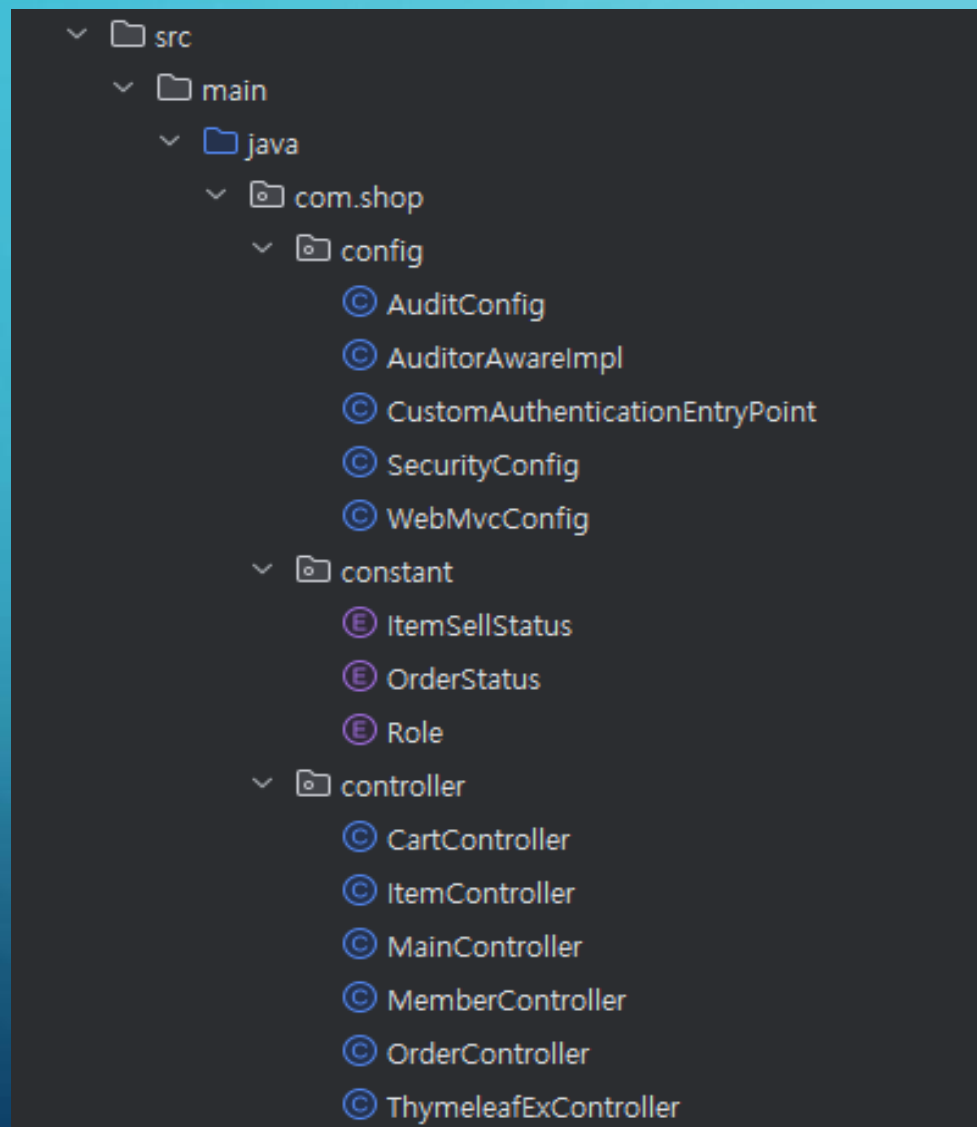 src
main
java
com.shop
config
AuditConfig
AuditorAwareImpl
CustomAuthenticationEntryPoint
SecurityConfig
WebMvcConfig
constant
ItemSellStatus
OrderStatus
Role
controller
CartController
ItemController
MainController
MemberController
OrderController
ThymeleafExController